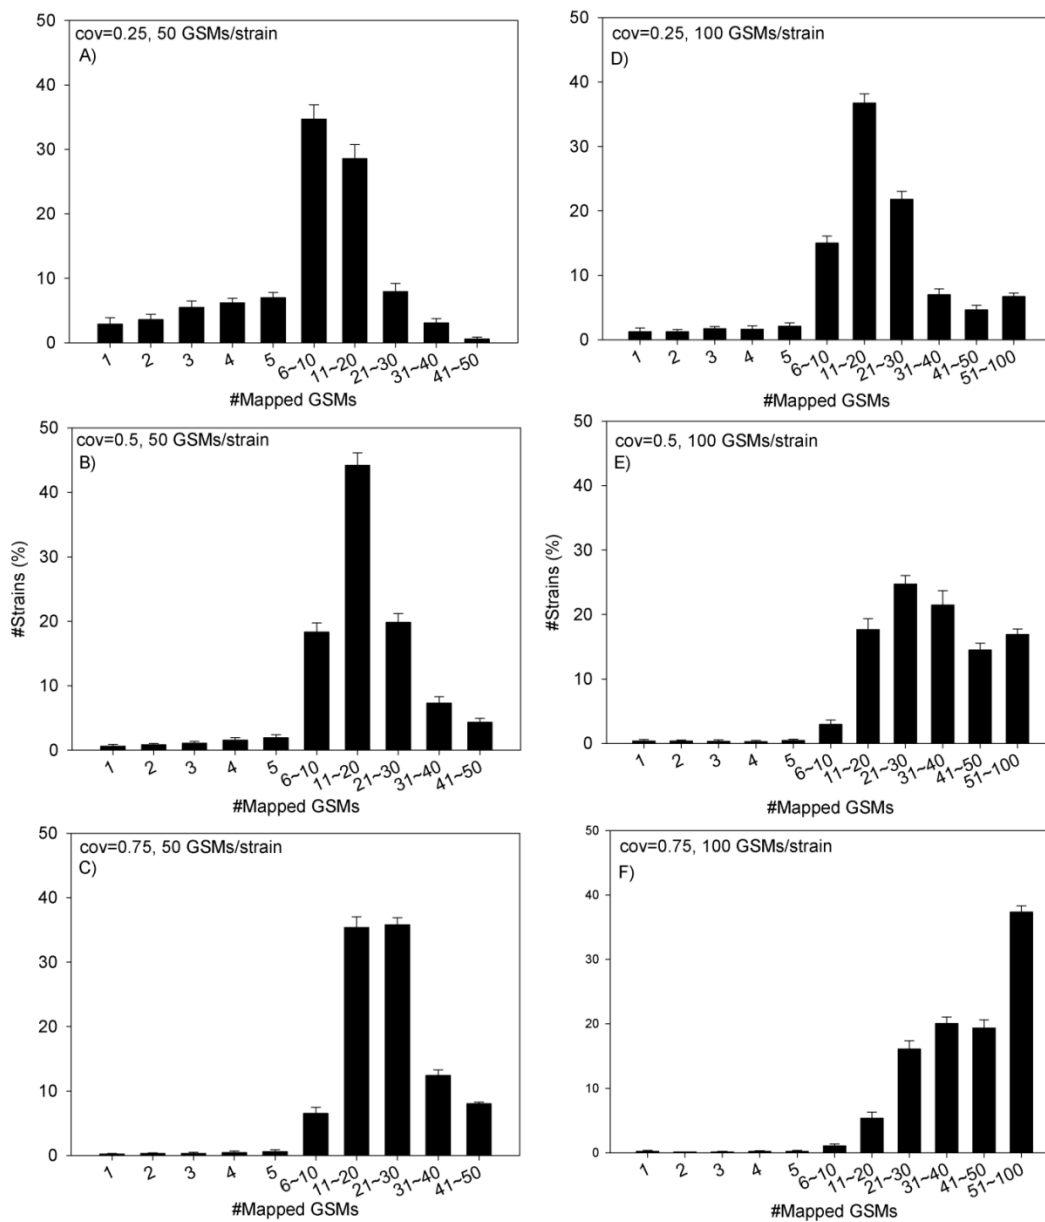 cov=0.25, 50 GSMs/strain
A)
50
40
30
20
10
0
1 2 3 4 5 6~10 11~20 21~30 31~40 41~50
#Mapped GSMs
cov=0.25, 100 GSMs/strain
D)
50
40
30
20
10
0
1 2 3 4 5 6~10 11~20 21~30 31~40 41~50 51~100
#Mapped GSMs
cov=0.5, 50 GSMs/strain
B)
#Strains (%)
50
40
30
20
10
0
1 2 3 4 5 6~10 11~20 21~30 31~40 41~50
#Mapped GSMs
cov=0.5, 100 GSMs/strain
E)
#Strains (%)
50
40
30
20
10
0
1 2 3 4 5 6~10 11~20 21~30 31~40 41~50 51~100
#Mapped GSMs
cov=0.75, 50 GSMs/strain
C)
50
40
30
20
10
0
1 2 3 4 5 6~10 11~20 21~30 31~40 41~50
#Mapped GSMs
cov=0.75, 100 GSMs/strain
F)
50
40
30
20
10
0
1 2 3 4 5 6~10 11~20 21~30 31~40 41~50 51~100
#Mapped GSMs